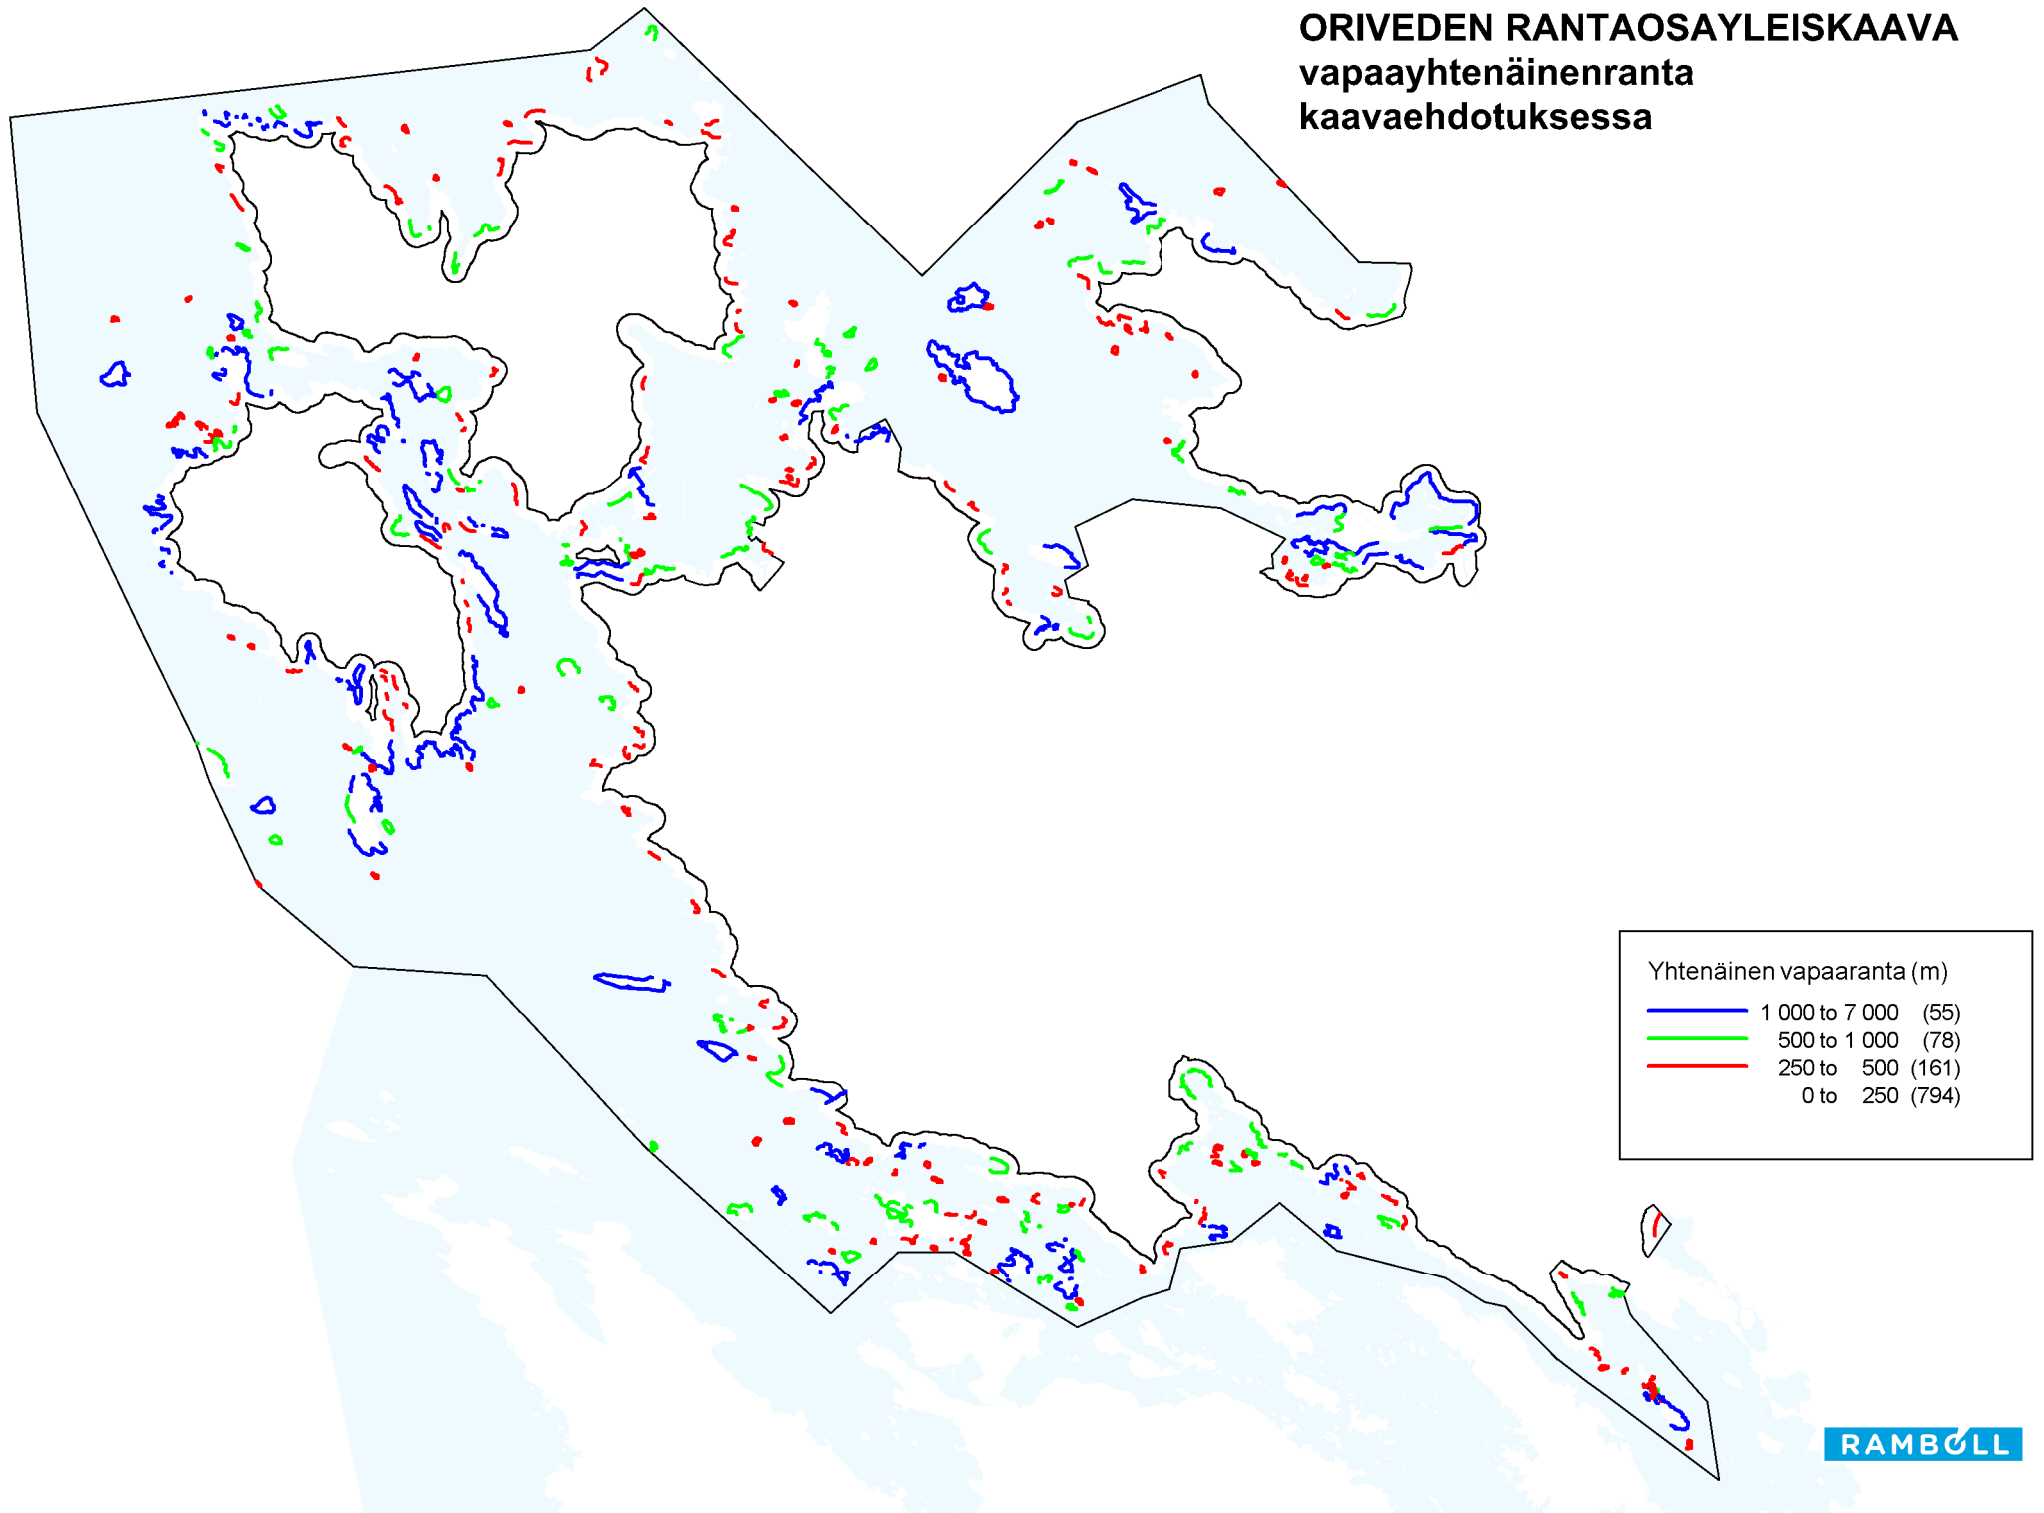 ORIVEDEN RANTAOSAYLEISKAAVA
vapaayhtenäinenranta
kaavaehdotuksessa
Yhtenäinen vapaaranta (m)
1 000 to 7 000 (55)
500 to 1 000 (78)
250 to 500 (161)
0 to 250 (794)
RAMBOLL